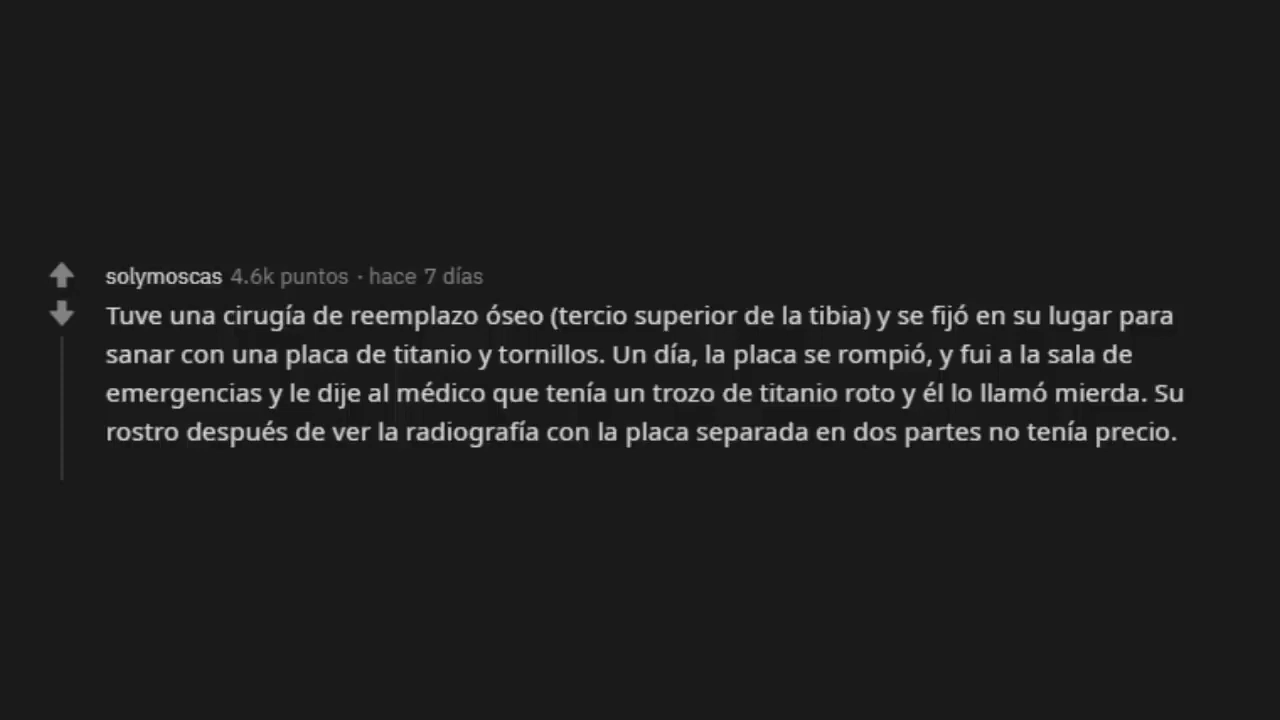 solymoscas 4.6k puntos · hace 7 días
Tuve una cirugía de reemplazo óseo (tercio superior de la tibia) y se fijó en su lugar para
sanar con una placa de titanio y tornillos. Un día, la placa se rompió, y fui a la sala de
emergencias y le dije al médico que tenía un trozo de titanio roto y él lo llamó mierda. Su
rostro después de ver la radiografía con la placa separada en dos partes no tenía precio.